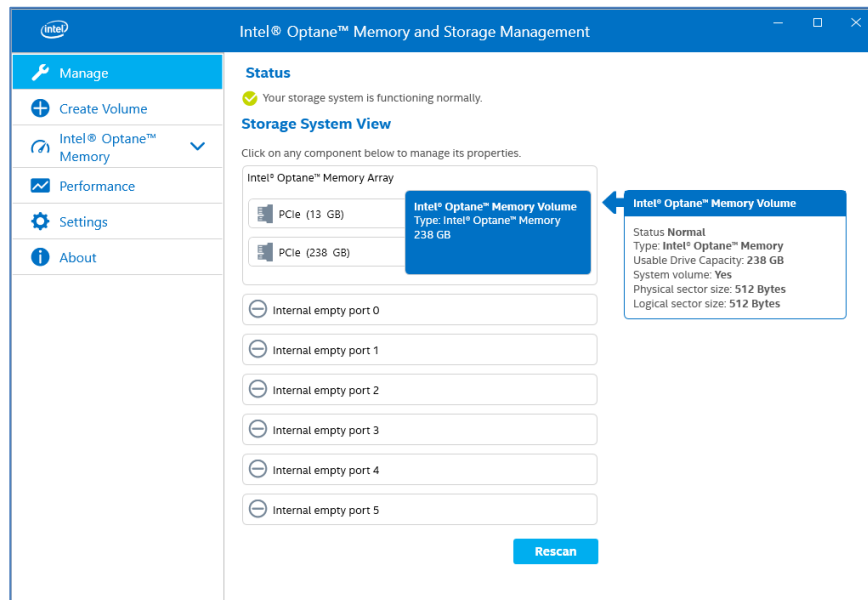 intel
Intel® Optane™ Memory and Storage Management
Manage
Create Volume
Intel® Optane™
Memory
Performance
Settings
About
Status
Your storage system is functioning normally.
Storage System View
Click on any component below to manage its properties.
Intel® Optane™ Memory Array
PCIe (13 GB)
PCIe (238 GB)
Intel® Optane™ Memory Volume
Type: Intel® Optane™ Memory
238 GB
Internal empty port 0
Internal empty port 1
Internal empty port 2
Internal empty port 3
Internal empty port 4
Internal empty port 5
Rescan
Intel® Optane™ Memory Volume
Status Normal
Type: Intel® Optane™ Memory
Usable Drive Capacity: 238 GB
System volume: Yes
Physical sector size: 512 Bytes
Logical sector size: 512 Bytes